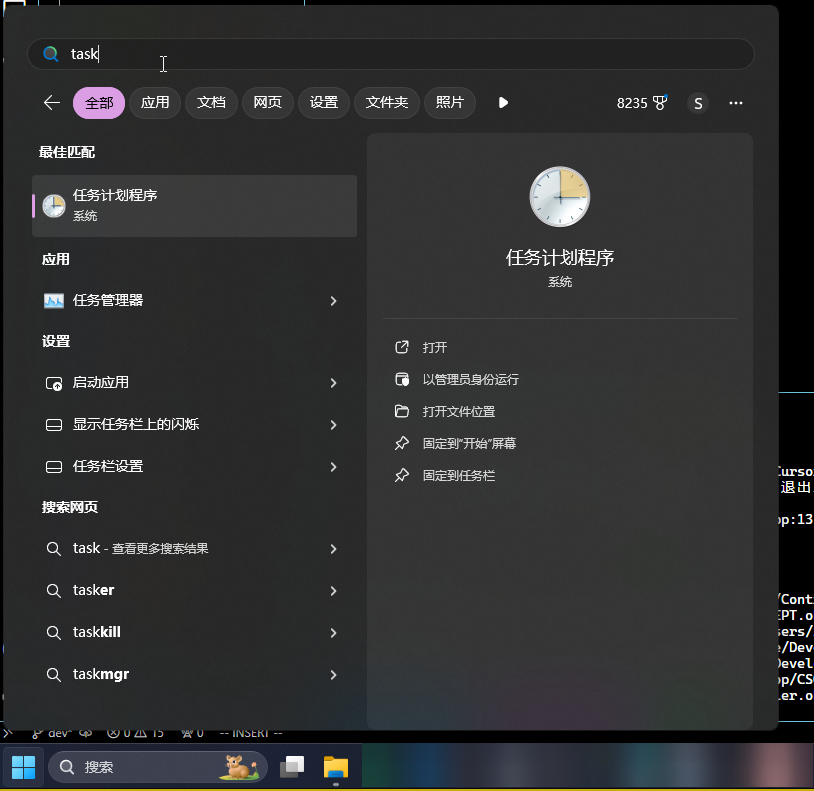 task
全部
应用
文档
网页
设置
文件夹
照片
8235
S
最佳匹配
任务计划程序
系统
应用
任务管理器
设置
启动应用
显示任务栏上的闪烁
任务栏设置
搜索网页
task - 查看更多搜索结果
tasker
taskkill
taskmgr
任务计划程序
系统
打开
以管理员身份运行
打开文件位置
固定到"开始"屏幕
固定到任务栏
退出
op:13
/Cont
EPT.o
sers/
e/Dev
Devel
op/CS
ler.o
dev* 0 15 0 -- INSERT --
搜索